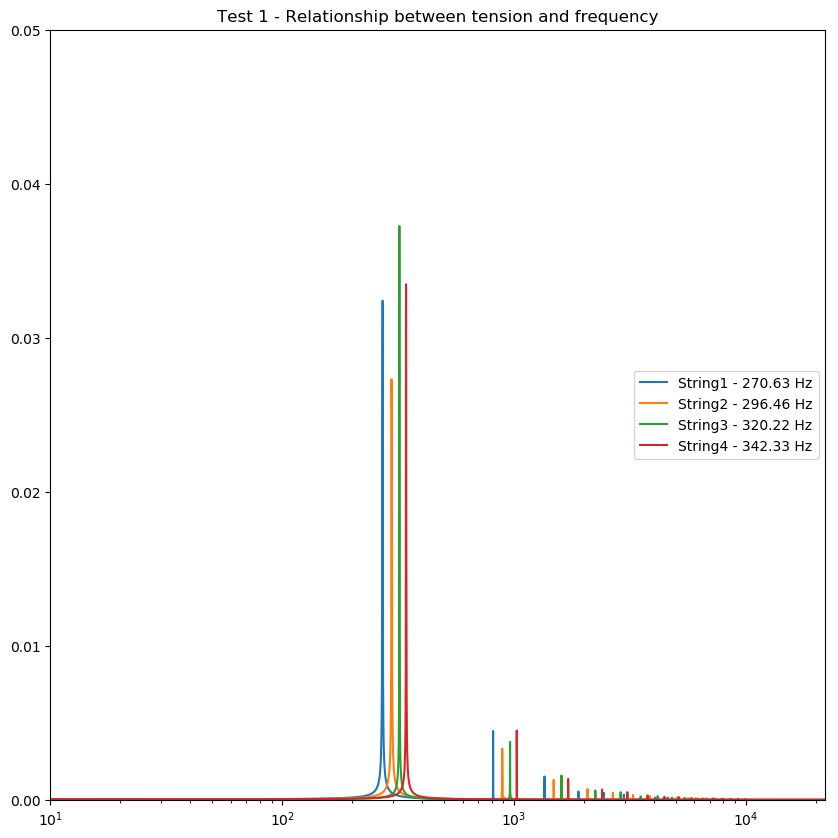 Test 1 - Relationship between tension and frequency
0.05
0.04
0.03
0.02
0.01
0.00
String1 - 270.63 Hz
String2 - 296.46 Hz
String3 - 320.22 Hz
String4 - 342.33 Hz
10¹ 10² 10³ 10⁴